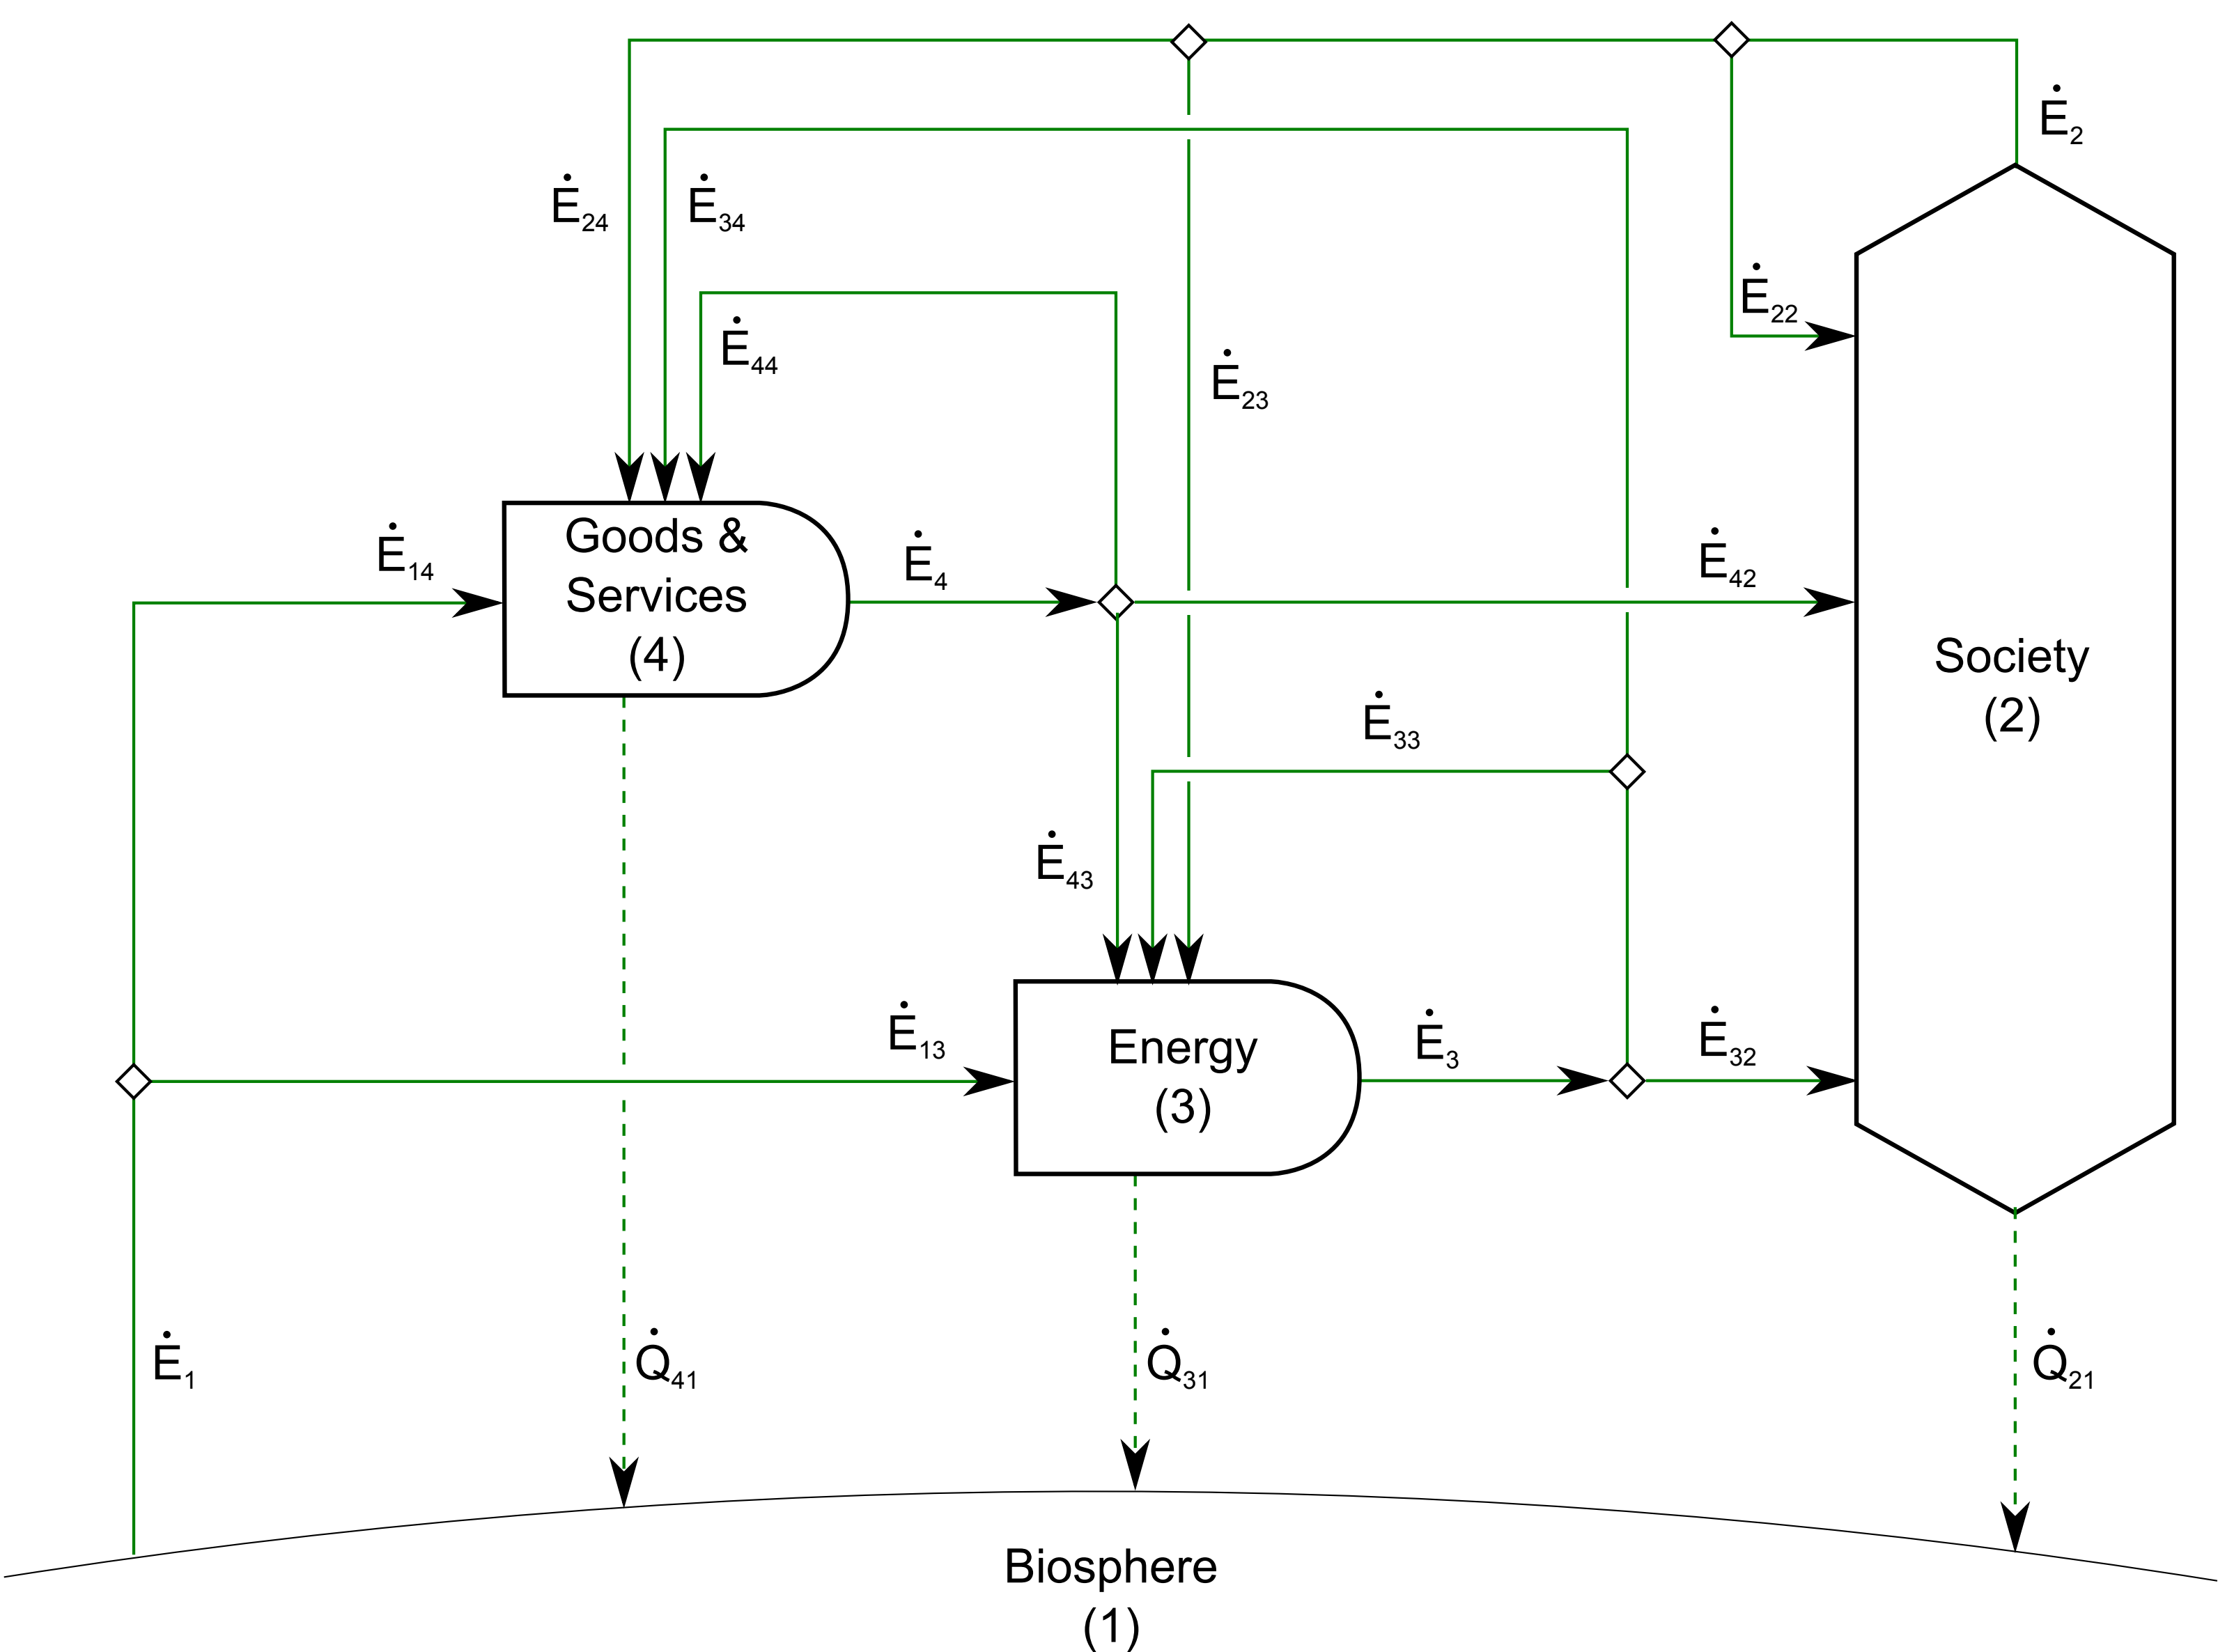 Ė₂
Ė₂₄
Ė₃₄
Ė₂₂
Ė₄₄
Ė₂₃
Goods &
Services
(4)
Ė₁₄
Ė₄
Ė₄₂
Society
(2)
Ė₃₃
Ė₄₃
Ė₁₃
Energy
(3)
Ė₃
Ė₃₂
Ė₁
Q̇₄₁
Q̇₃₁
Q̇₂₁
Biosphere
(1)